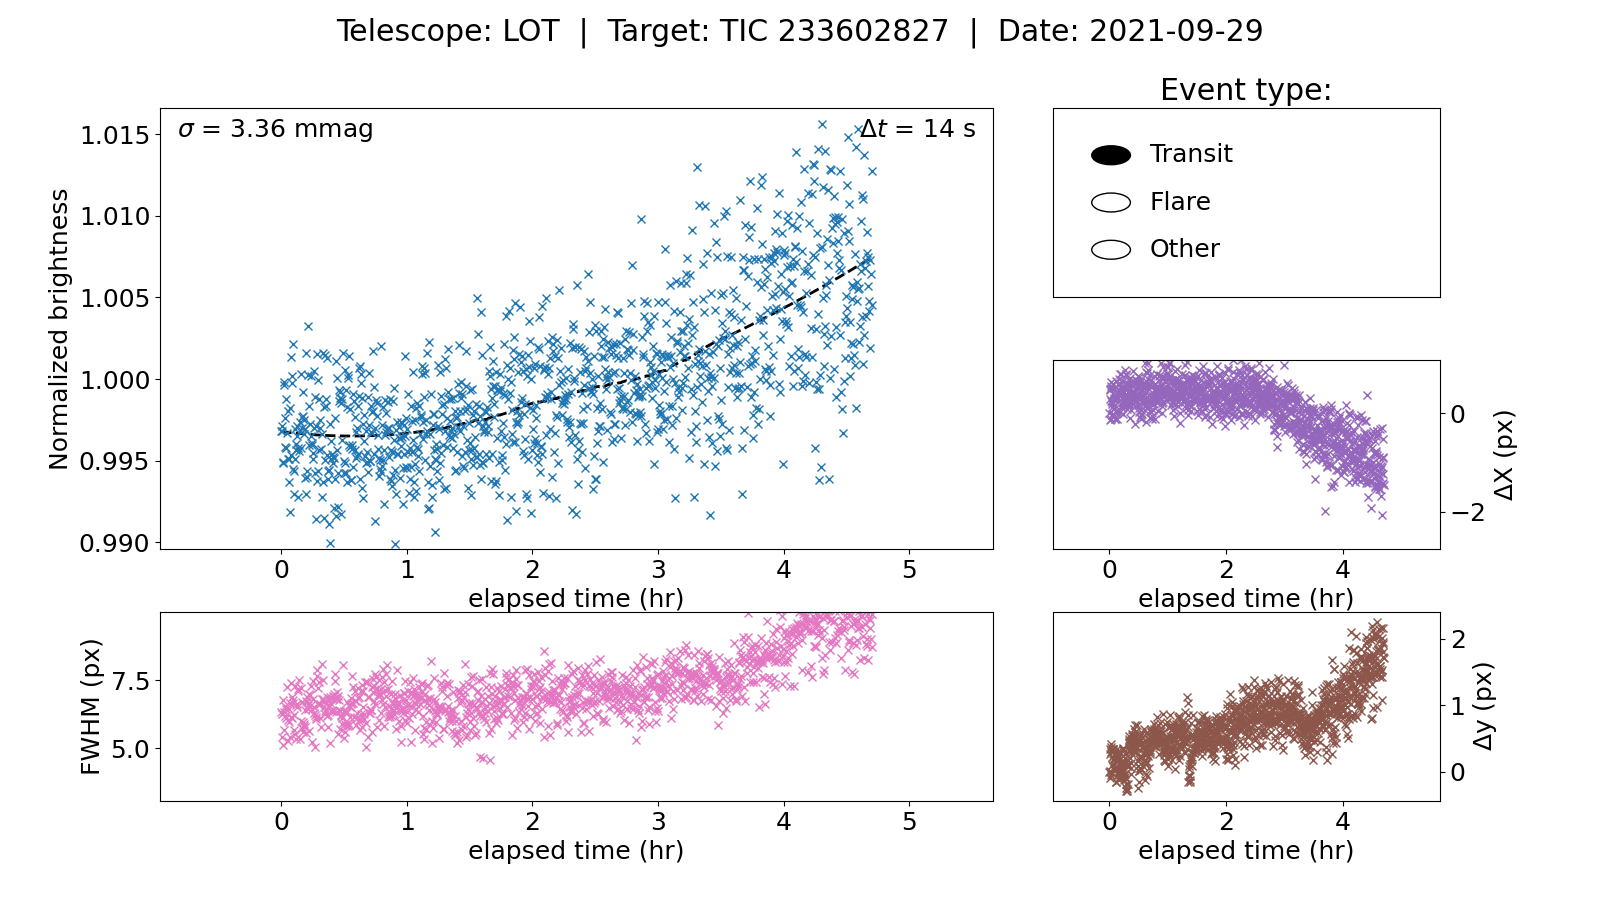 Telescope: LOT | Target: TIC 233602827 | Date: 2021-09-29
Event type:
σ = 3.36 mmag
Δt = 14 s
Transit
Flare
Other
Normalized brightness
1.015
1.010
1.005
1.000
0.995
0.990
0 1 2 3 4 5
elapsed time (hr)
0
−2
ΔX (px)
0 2 4
elapsed time (hr)
FWHM (px)
7.5
5.0
0 1 2 3 4 5
elapsed time (hr)
2
1
0
Δy (px)
0 2 4
elapsed time (hr)